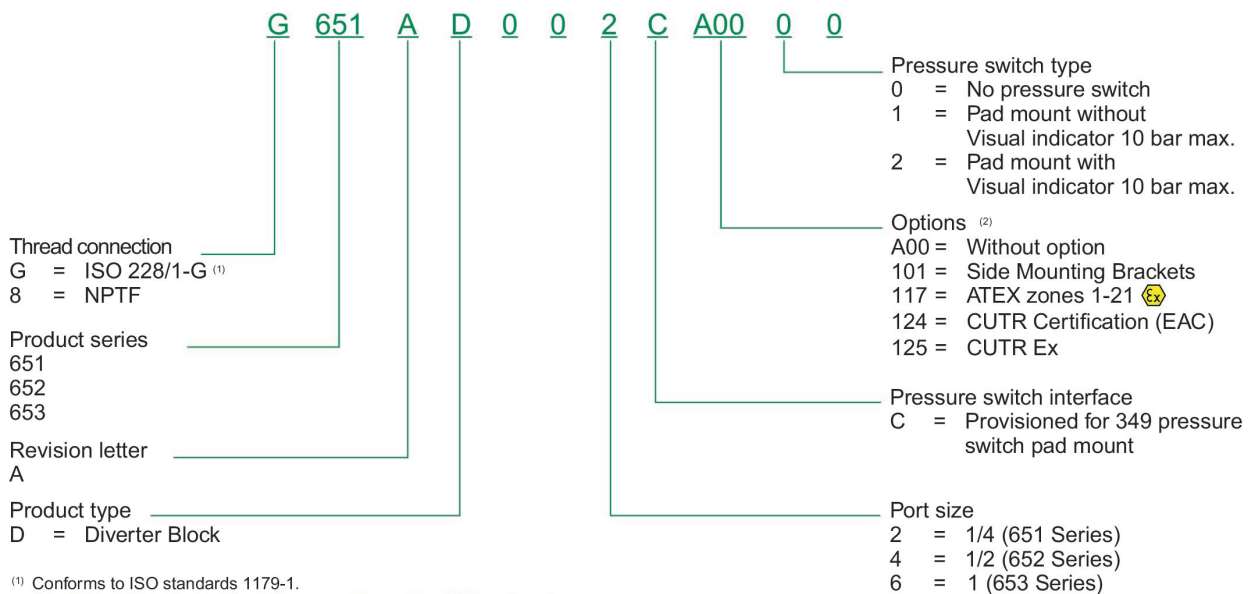 G 651 A D 0 0 2 C A00 0 0
Thread connection
G = ISO 228/1-G (1)
8 = NPTF
Product series
651
652
653
Revision letter
A
Product type
D = Diverter Block
(1) Conforms to ISO standards 1179-1.
Pressure switch type
0 = No pressure switch
1 = Pad mount without
Visual indicator 10 bar max.
2 = Pad mount with
Visual indicator 10 bar max.
Options (2)
A00 = Without option
101 = Side Mounting Brackets
117 = ATEX zones 1-21 Ex
124 = CUTR Certification (EAC)
125 = CUTR Ex
Pressure switch interface
C = Provisioned for 349 pressure
switch pad mount
Port size
2 = 1/4 (651 Series)
4 = 1/2 (652 Series)
6 = 1 (653 Series)